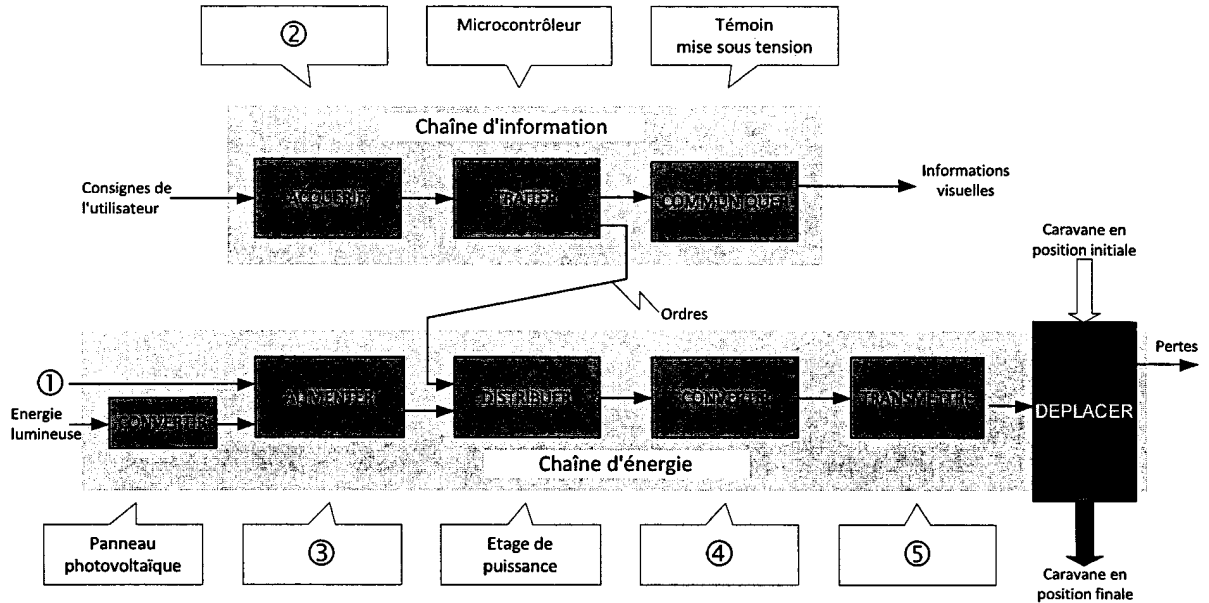 ②
Microcontrôleur
Témoin
mise sous tension
Chaîne d'information
Consignes de
l'utilisateur
ACQUERIR
TRAITER
COMMUNIQUER
Informations
visuelles
Caravane en
position initiale
Ordres
①
Energie
lumineuse
CONVERTIR
ALIMENTER
DISTRIBUER
CONVERTIR
TRANSMETTRE
DEPLACER
Pertes
Chaîne d'énergie
Panneau
photovoltaïque
③
Etage de
puissance
④
⑤
Caravane en
position finale